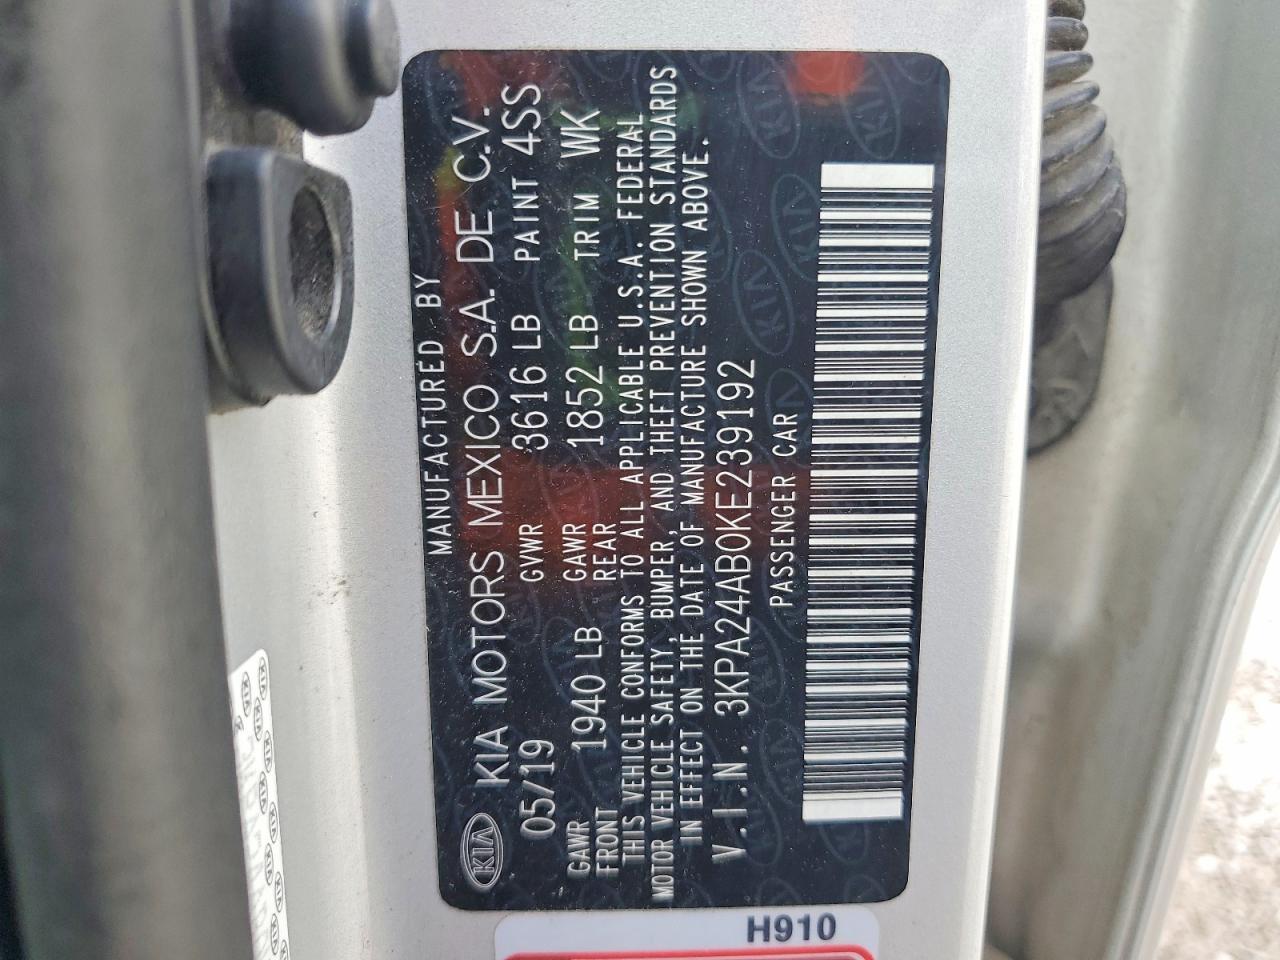 MANUFACTURED BY
KIA KIA MOTORS MEXICO S.A. DE C.V.
05/19 GVWR 3616 LB PAINT 4SS
GAWR FRONT 1940 LB GAWR REAR 1852 LB TRIM WK
THIS VEHICLE CONFORMS TO ALL APPLICABLE U.S.A. FEDERAL
MOTOR VEHICLE SAFETY, BUMPER, AND THEFT PREVENTION STANDARDS
IN EFFECT ON THE DATE OF MANUFACTURE SHOWN ABOVE.
V.I.N. 3KPA24AB0KE239192
PASSENGER CAR
H910